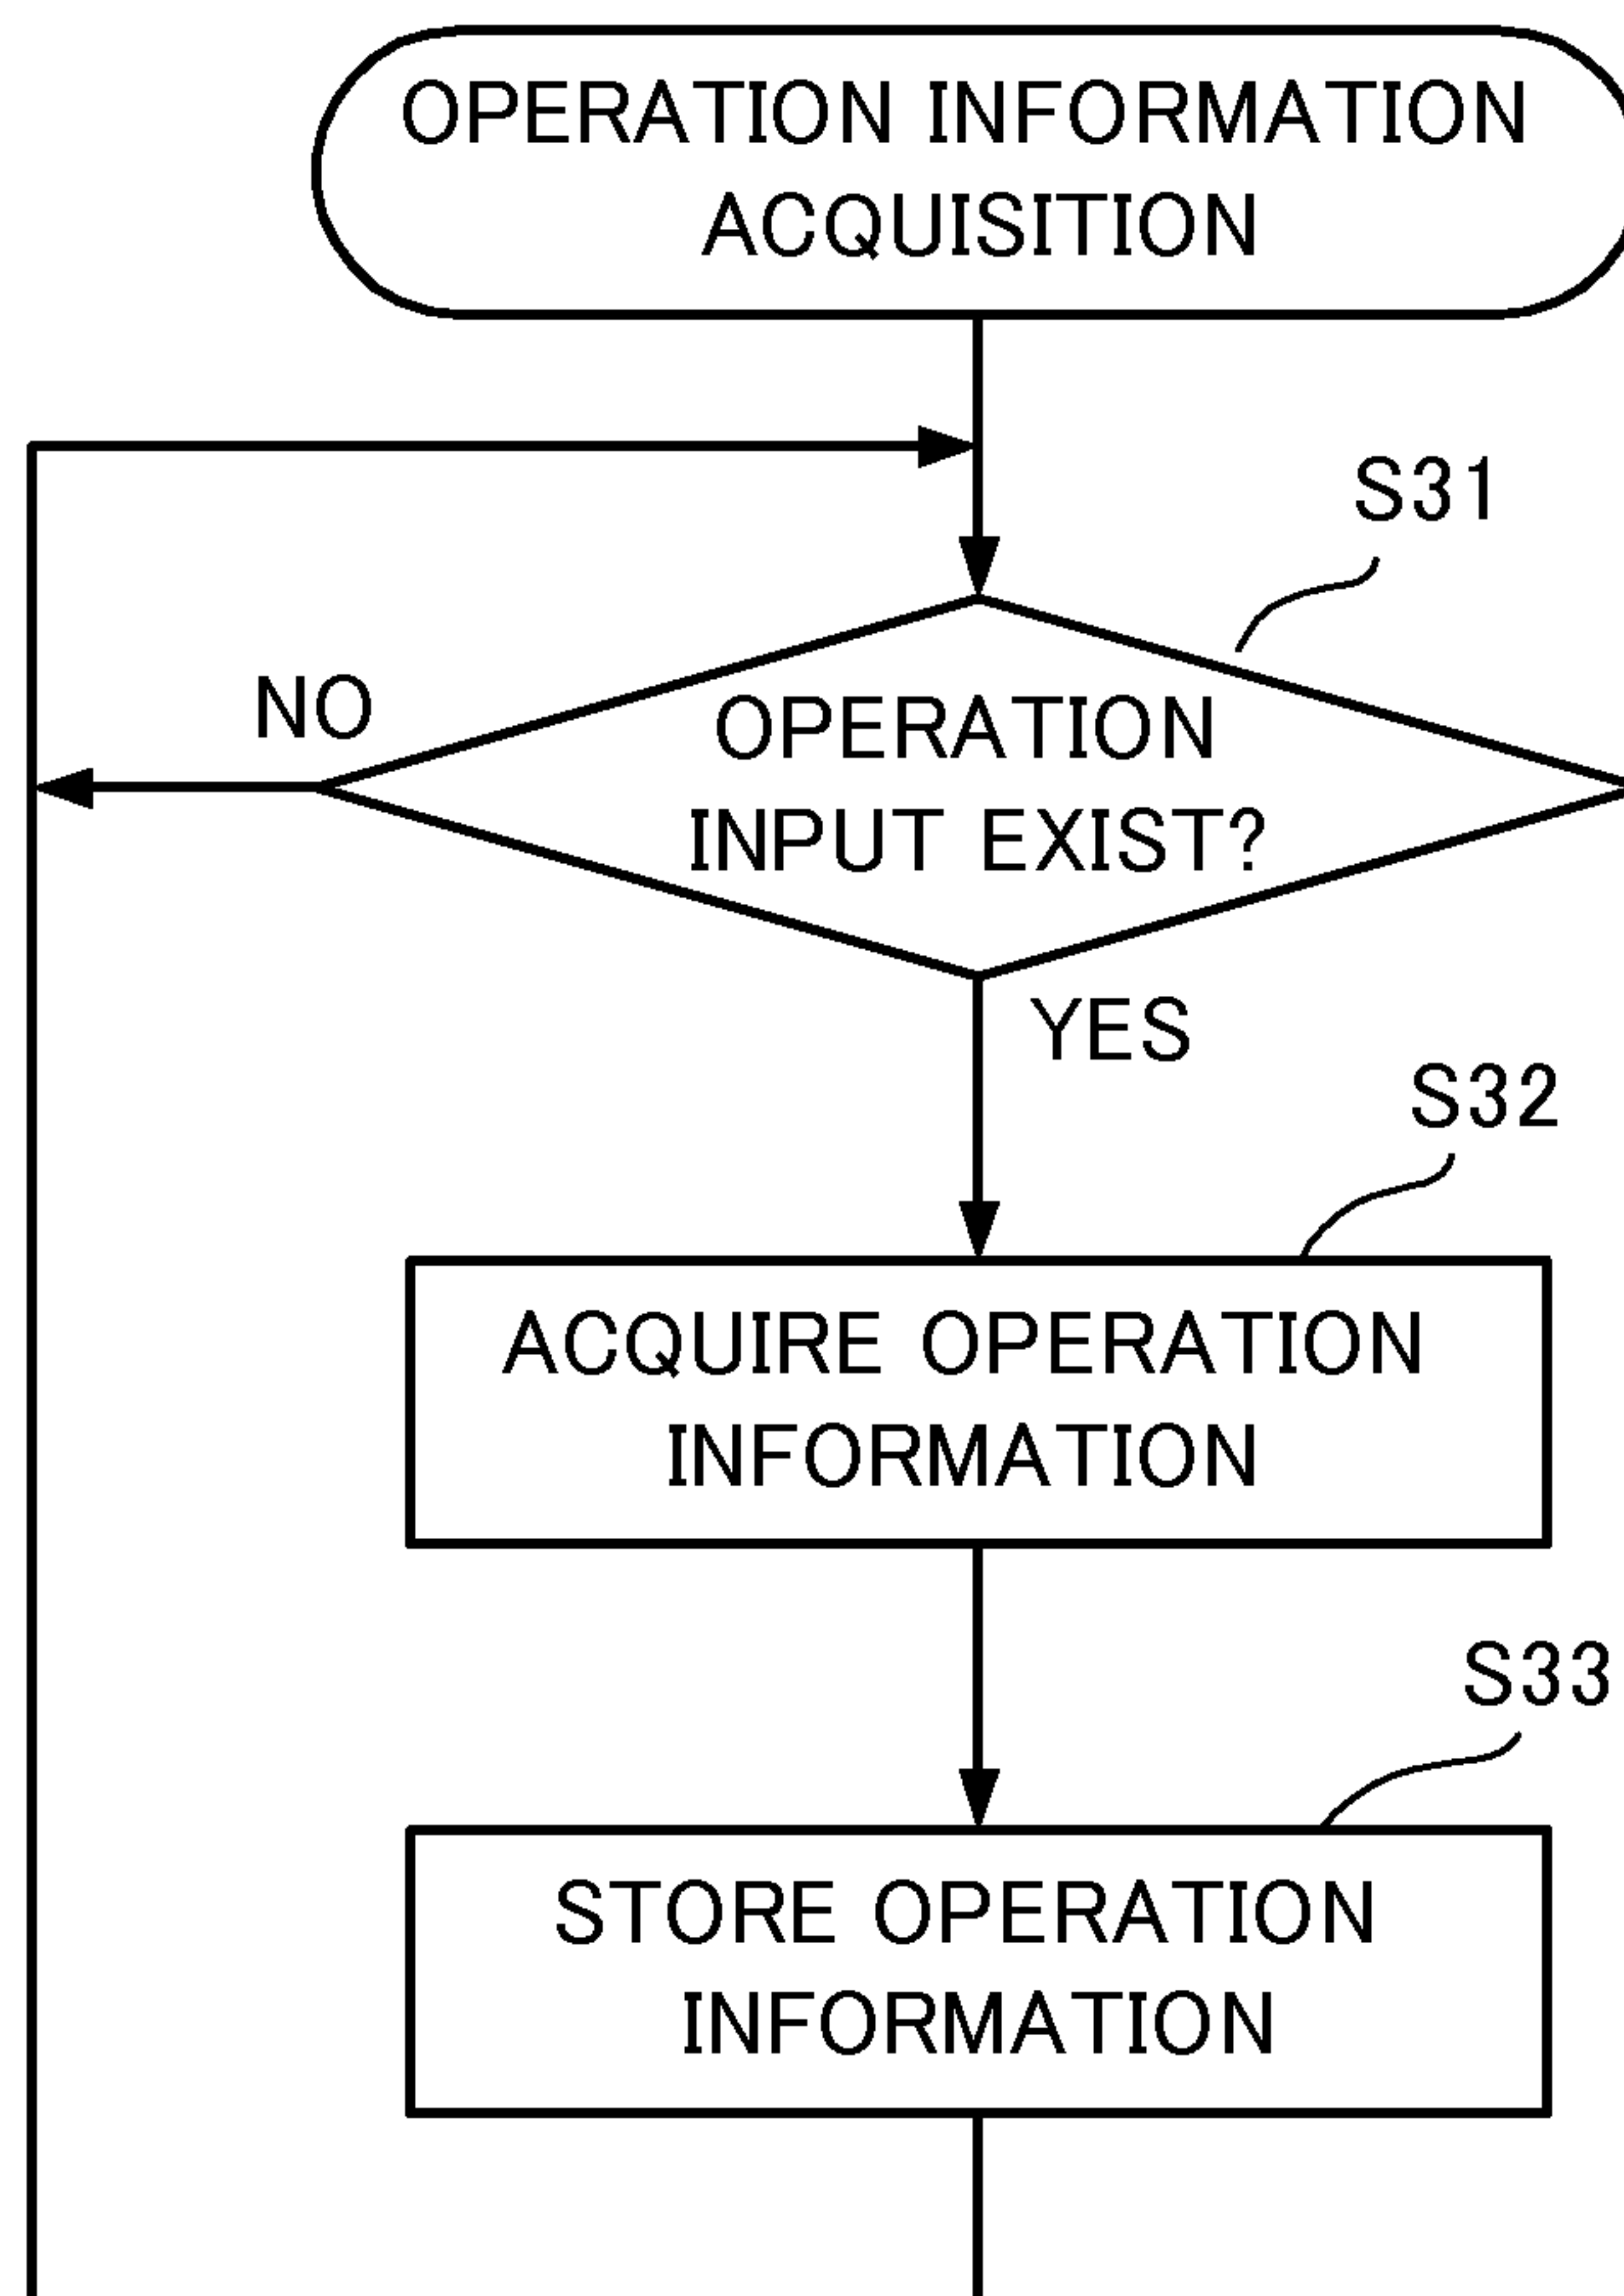 OPERATION INFORMATION
ACQUISITION
S31
NO
OPERATION
INPUT EXIST?
YES
S32
ACQUIRE OPERATION
INFORMATION
S33
STORE OPERATION
INFORMATION